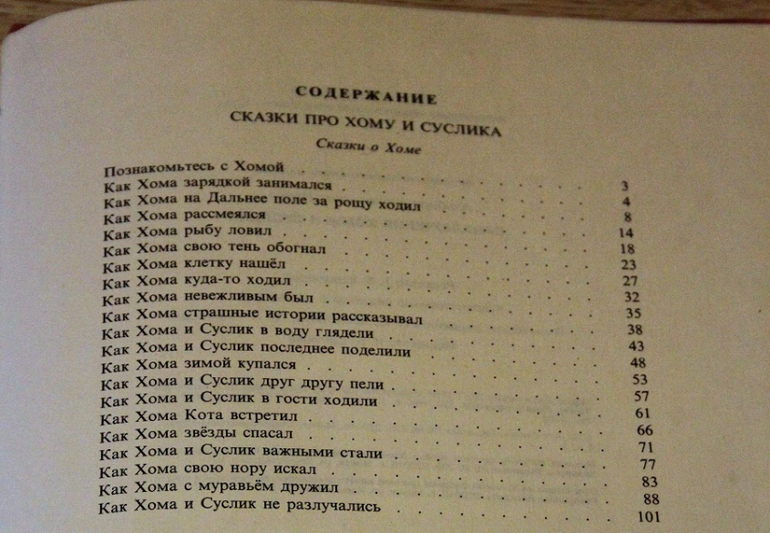 СОДЕРЖАНИЕ
СКАЗКИ ПРО ХОМУ И СУСЛИКА
Сказки о Хоме
Познакомьтесь с Хомой . . . . . . . . . . 3
Как Хома зарядкой занимался . . . . . . . . . . 4
Как Хома на Дальнее поле за рощу ходил . . . . . . . . . . 8
Как Хома рассмеялся . . . . . . . . . . 14
Как Хома рыбу ловил . . . . . . . . . . 18
Как Хома свою тень обогнал . . . . . . . . . . 23
Как Хома клетку нашёл . . . . . . . . . . 27
Как Хома куда-то ходил . . . . . . . . . . 32
Как Хома невежливым был . . . . . . . . . . 35
Как Хома страшные истории рассказывал . . . . . . . . . . 38
Как Хома и Суслик в воду глядели . . . . . . . . . . 43
Как Хома и Суслик последнее поделили . . . . . . . . . . 48
Как Хома зимой купался . . . . . . . . . . 53
Как Хома и Суслик друг другу пели . . . . . . . . . . 57
Как Хома и Суслик в гости ходили . . . . . . . . . . 61
Как Хома Кота встретил . . . . . . . . . . 66
Как Хома звёзды спасал . . . . . . . . . . 71
Как Хома и Суслик важными стали . . . . . . . . . . 77
Как Хома свою нору искал . . . . . . . . . . 83
Как Хома с муравьём дружил . . . . . . . . . . 88
Как Хома и Суслик не разлучались . . . . . . . . . . 101